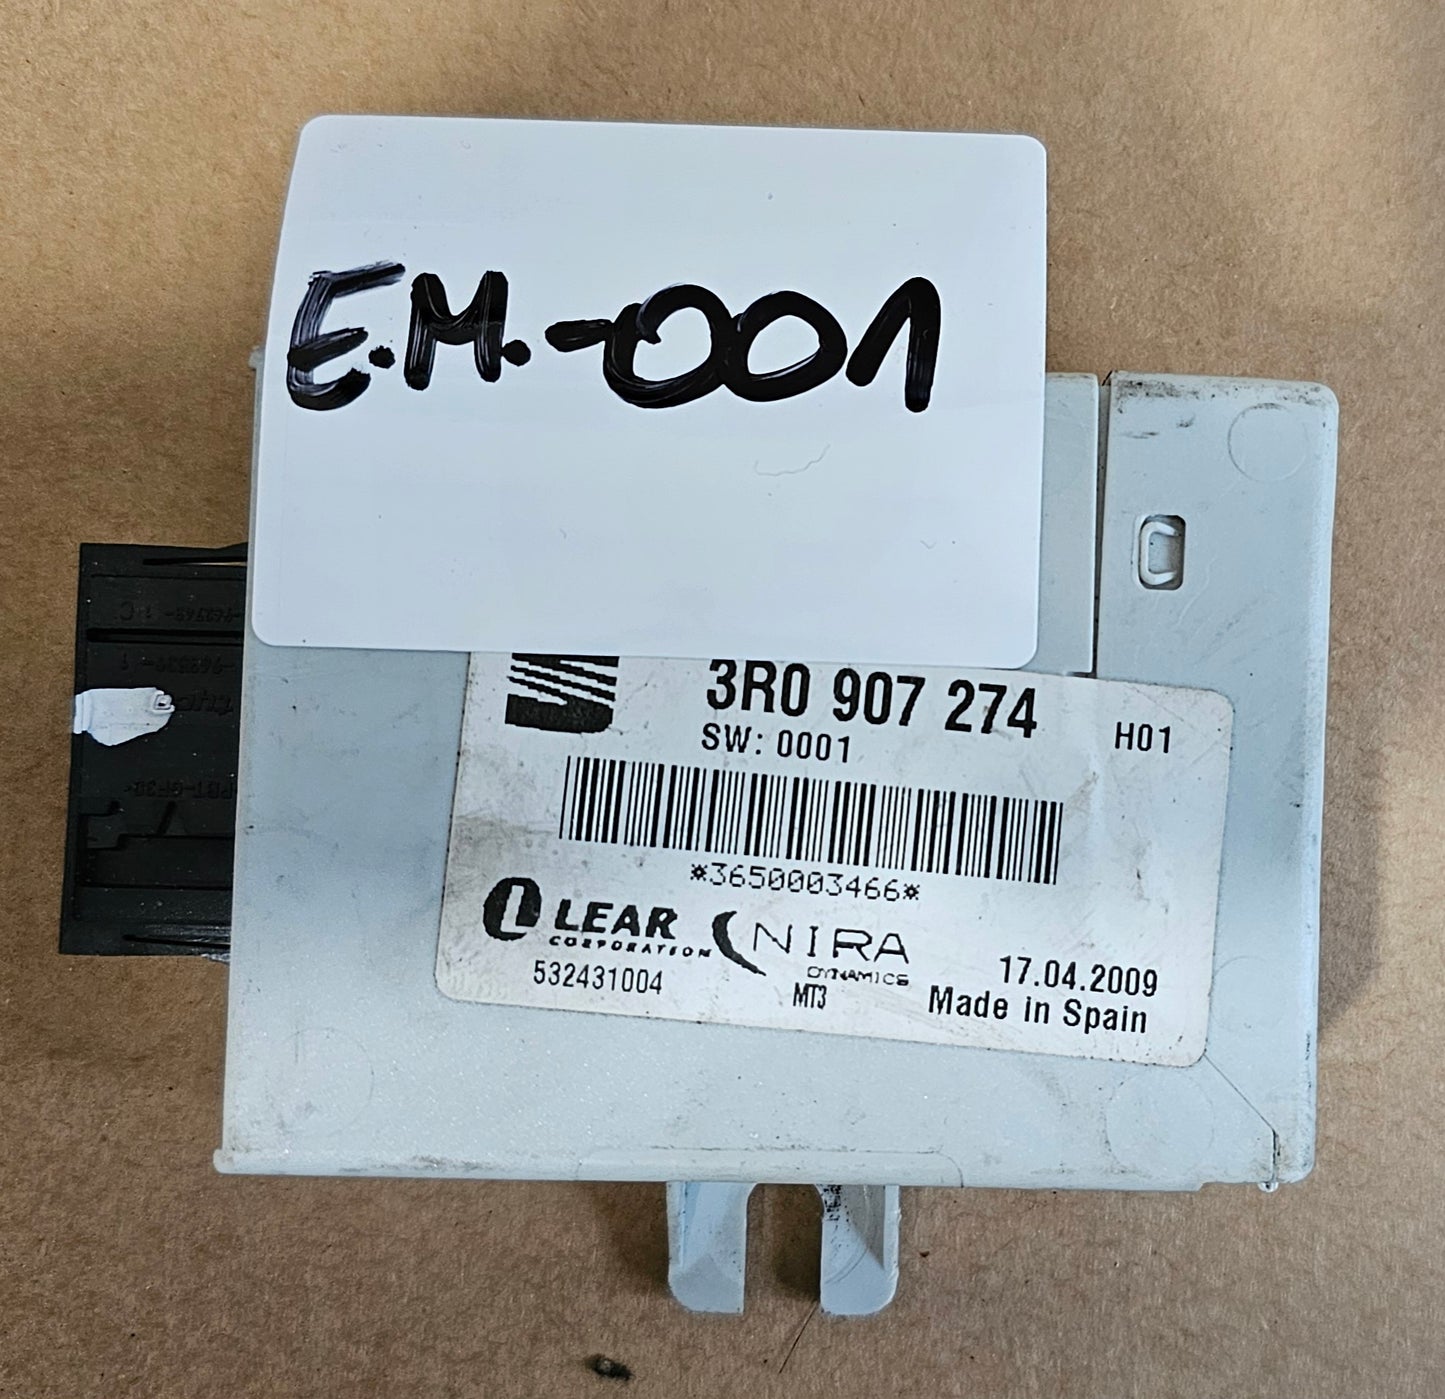 E.M.-001
3R0 907 274
H01
SW: 0001
*3650003466*
LEAR
CORPORATION
NIRA
DYNAMICS
532431004
MT3
17.04.2009
Made in Spain